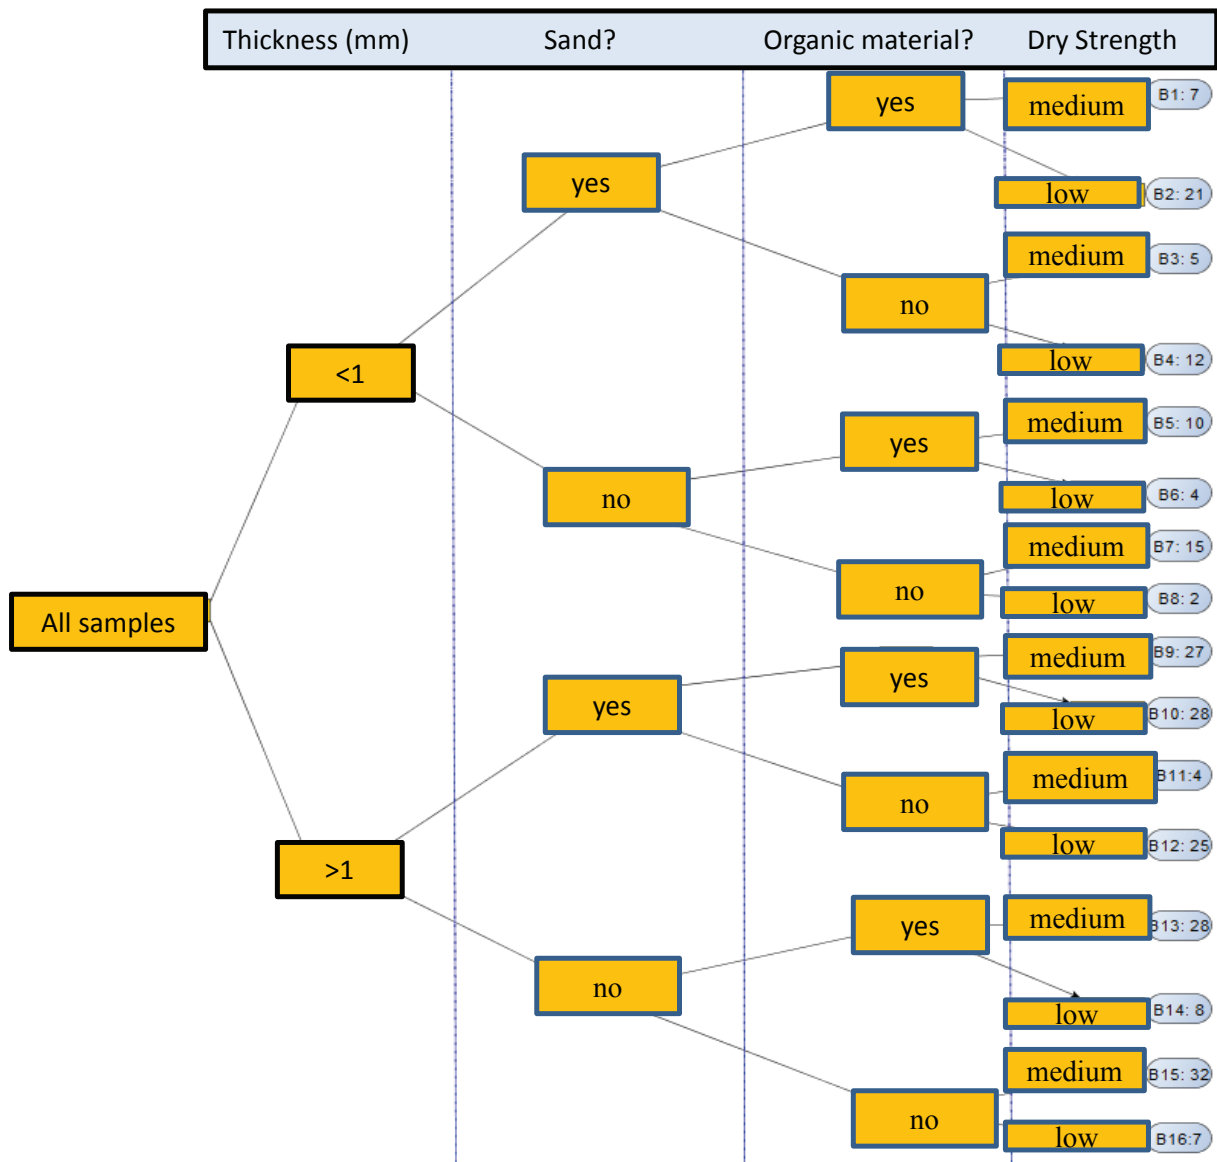 Thickness (mm) Sand? Organic material? Dry Strength
yes medium B1: 7
yes low B2: 21
medium B3: 5
no
<1 low B4: 12
yes medium B5: 10
no low B6: 4
medium B7: 15
no low B8: 2
All samples
medium B9: 27
yes yes
low B10: 28
medium B11:4
no
>1 low B12: 25
yes medium B13: 28
no
low B14: 8
medium B15: 32
no
low B16:7